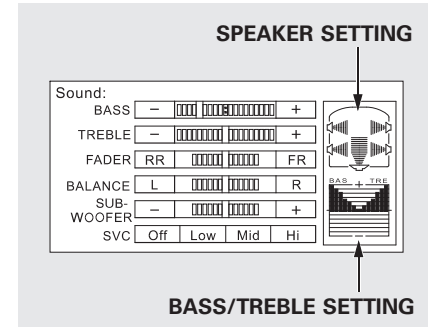 SPEAKER SETTING
Sound:
BASS - +
TREBLE - +
FADER RR FR
BALANCE L R
SUB-
WOOFER - +
SVC Off Low Mid Hi
BAS + TRE
-
BASS/TREBLE SETTING